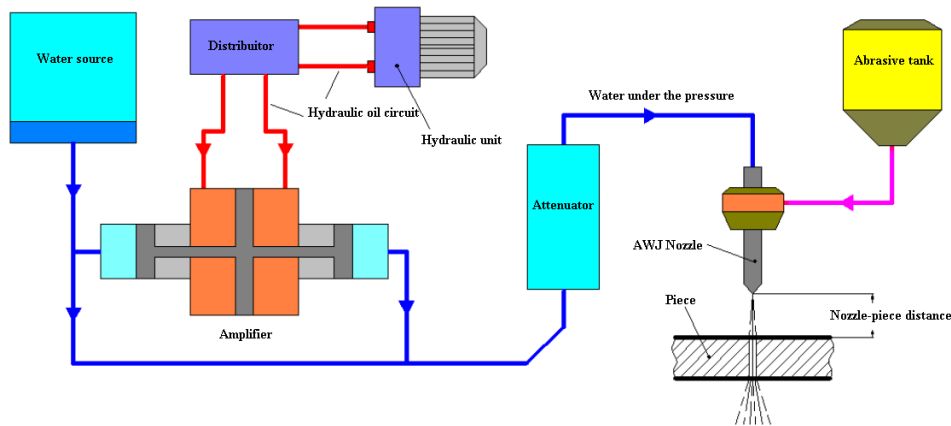 Water source
Distribuitor
Hydraulic oil circuit
Hydraulic unit
Water under the pressure
Abrasive tank
Attenuator
AWJ Nozzle
Amplifier
Piece
Nozzle-piece distance